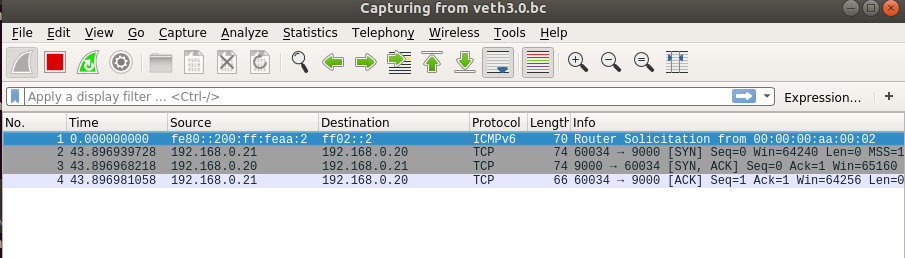 Capturing from veth3.0.bc
File Edit View Go Capture Analyze Statistics Telephony Wireless Tools Help
Apply a display filter … <Ctrl-/> Expression… +
No. Time Source Destination Protocol Length Info
1 0.000000000 fe80::200:ff:feaa:2 ff02::2 ICMPv6 70 Router Solicitation from 00:00:00:aa:00:02
2 43.896939728 192.168.0.21 192.168.0.20 TCP 74 60034 → 9000 [SYN] Seq=0 Win=64240 Len=0 MSS=1
3 43.896968218 192.168.0.20 192.168.0.21 TCP 74 9000 → 60034 [SYN, ACK] Seq=0 Ack=1 Win=65160
4 43.896981058 192.168.0.21 192.168.0.20 TCP 66 60034 → 9000 [ACK] Seq=1 Ack=1 Win=64256 Len=0